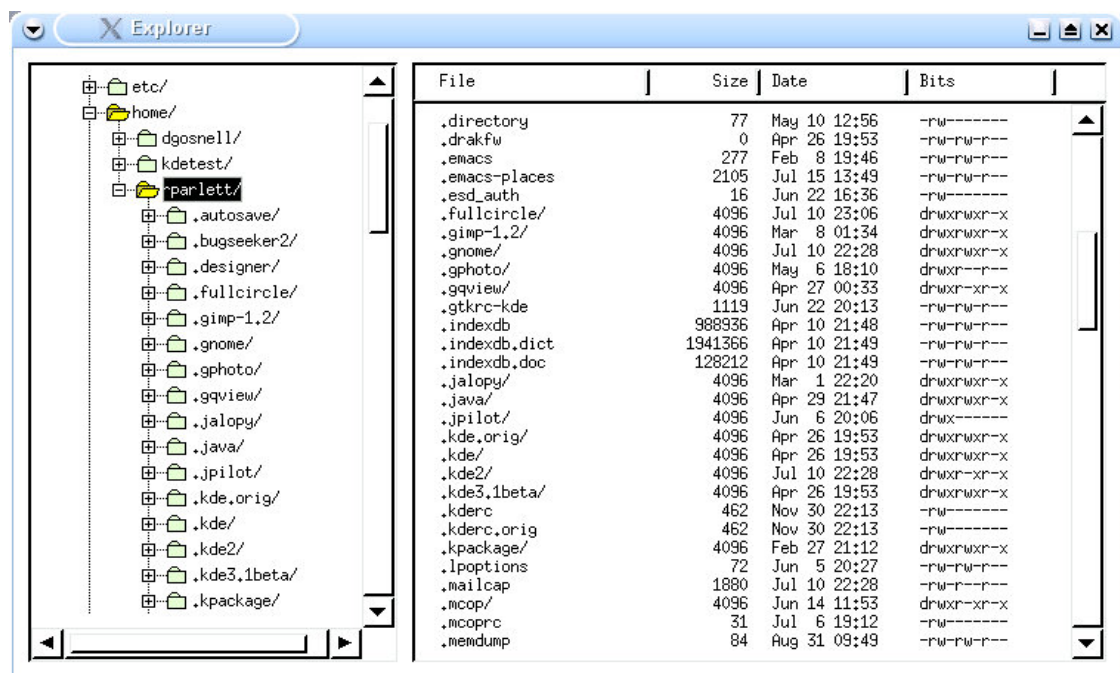 Explorer
etc/
home/
dgosnell/
kdetest/
rparlett/
.autosave/
.bugseeker2/
.designer/
.fullcircle/
.gimp-1.2/
.gnome/
.gphoto/
.gqview/
.jalopy/
.java/
.jpilot/
.kde.orig/
.kde/
.kde2/
.kde3.1beta/
.kpackage/
File Size Date Bits
.directory 77 May 10 12:56 -rw-------
.drakfw 0 Apr 26 19:53 -rw-rw-r--
.emacs 277 Feb 8 19:46 -rw-rw-r--
.emacs-places 2105 Jul 15 13:49 -rw-rw-r--
.esd_auth 16 Jun 22 16:36 -rw-------
.fullcircle/ 4096 Jul 10 23:06 drwxrwxr-x
.gimp-1.2/ 4096 Mar 8 01:34 drwxrwxr-x
.gnome/ 4096 Jul 10 22:28 drwxrwxr-x
.gphoto/ 4096 May 6 18:10 drwxr--r--
.gqview/ 4096 Apr 27 00:33 drwxr-xr-x
.gtkrc-kde 1119 Jun 22 20:13 -rw-rw-r--
.indexdb 988936 Apr 10 21:48 -rw-rw-r--
.indexdb.dict 1941366 Apr 10 21:49 -rw-rw-r--
.indexdb.doc 128212 Apr 10 21:49 -rw-rw-r--
.jalopy/ 4096 Mar 1 22:20 drwxrwxr-x
.java/ 4096 Apr 29 21:47 drwxrwxr-x
.jpilot/ 4096 Jun 6 20:06 drwx------
.kde.orig/ 4096 Apr 26 19:53 drwxrwxr-x
.kde/ 4096 Apr 26 19:53 drwxrwxr-x
.kde2/ 4096 Jul 10 22:28 drwxr-xr-x
.kde3.1beta/ 4096 Apr 26 19:53 drwxrwxr-x
.kderc 462 Nov 30 22:13 -rw-------
.kderc.orig 462 Nov 30 22:13 -rw-------
.kpackage/ 4096 Feb 27 21:12 drwxrwxr-x
.lpoptions 72 Jun 5 20:27 -rw-rw-r--
.mailcap 1880 Jul 10 22:28 -rw-rw-r--
.mcop/ 4096 Jun 14 11:53 drwxr-xr-x
.mcoprc 31 Jul 6 19:12 -rw-------
.memdump 84 Aug 31 09:49 -rw-rw-r--